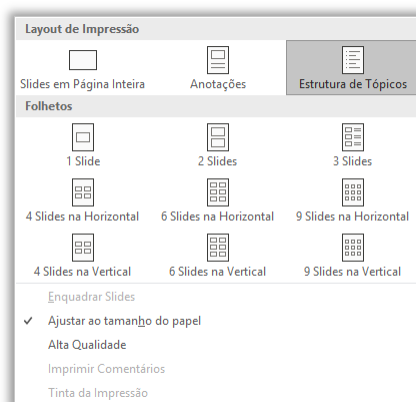 Layout de Impressão
Slides em Página Inteira Anotações Estrutura de Tópicos
Folhetos
1 Slide 2 Slides 3 Slides
4 Slides na Horizontal 6 Slides na Horizontal 9 Slides na Horizontal
4 Slides na Vertical 6 Slides na Vertical 9 Slides na Vertical
Enquadrar Slides
Ajustar ao tamanho do papel
Alta Qualidade
Imprimir Comentários
Tinta da Impressão